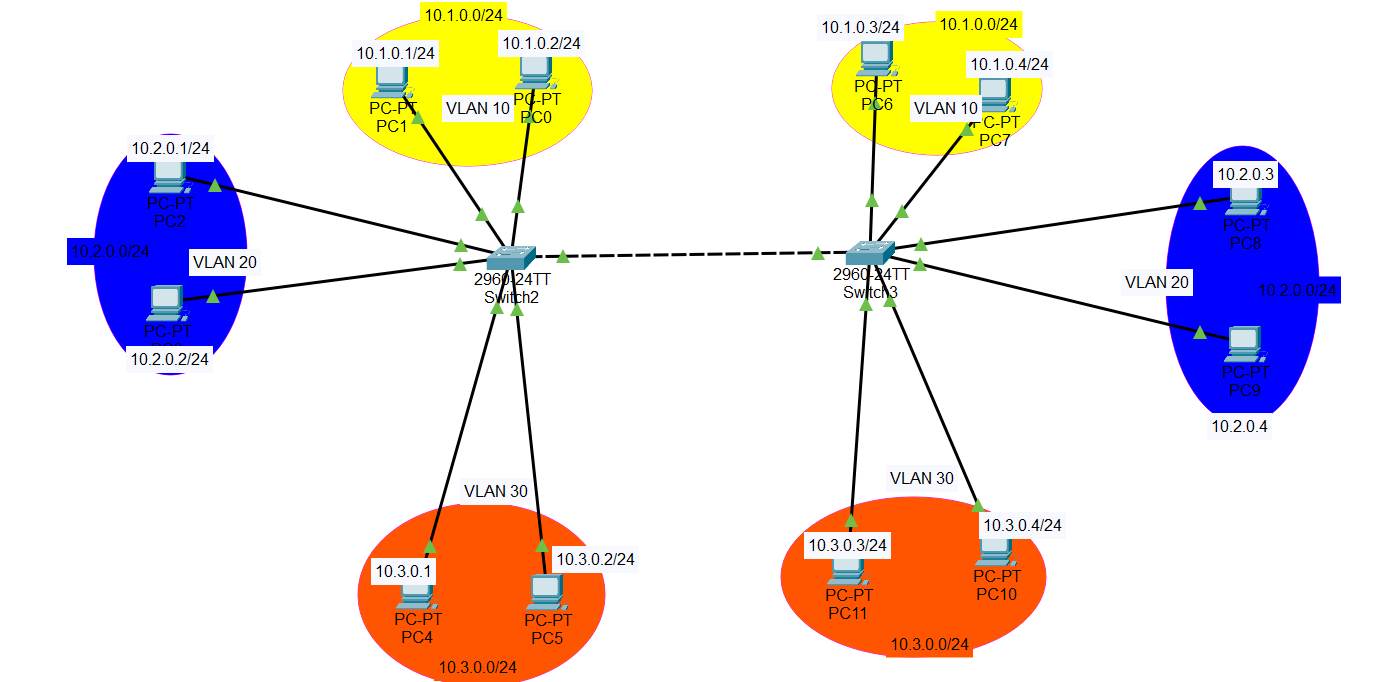 10.1.0.0/24
10.1.0.1/24
10.1.0.2/24
PC-PT
PC1
VLAN 10
PC-PT
PC0
10.1.0.3/24
10.1.0.0/24
10.1.0.4/24
PC-PT
PC6
VLAN 10
PC-PT
PC7
10.2.0.1/24
PC-PT
PC2
10.2.0.0/24
VLAN 20
PC-PT
10.2.0.2/24
2960-24TT
Switch2
2960-24TT
Switch3
10.2.0.3
PC-PT
PC8
VLAN 20
10.2.0.0/24
PC-PT
PC9
10.2.0.4
VLAN 30
10.3.0.1
10.3.0.2/24
PC-PT
PC4
PC-PT
PC5
10.3.0.0/24
VLAN 30
10.3.0.4/24
10.3.0.3/24
PC-PT
PC10
PC-PT
PC11
10.3.0.0/24